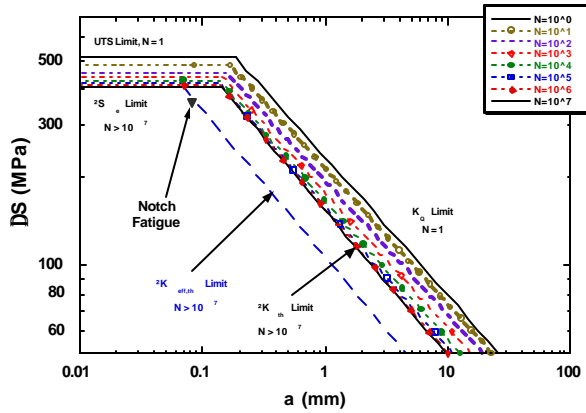 UTS Limit, N = 1
²S e Limit
N > 10 7
Notch
Fatigue
²K eff,th Limit
N > 10 7
²K th Limit
N > 10 7
K Q Limit
N = 1
N=10^0
N=10^1
N=10^2
N=10^3
N=10^4
N=10^5
N=10^6
N=10^7
DS (MPa)
500
300
100
80
60
0.01
0.1
1
10
100
a (mm)